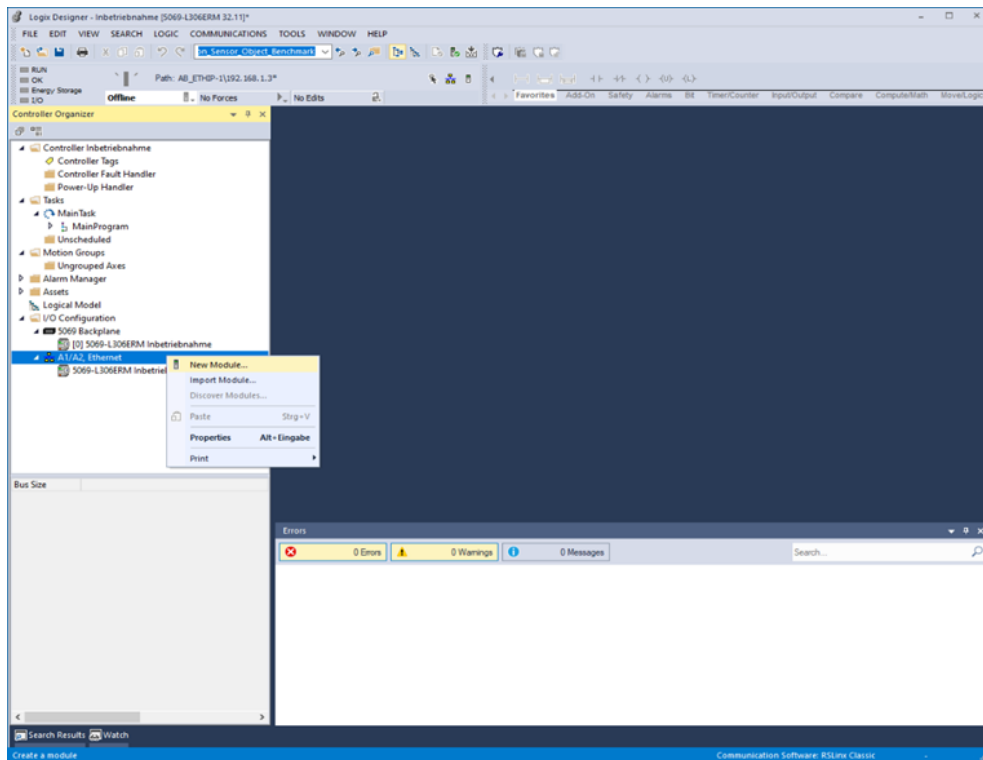 Logix Designer - Inbetriebnahme [5069-L306ERM 32.11]*
FILE EDIT VIEW SEARCH LOGIC COMMUNICATIONS TOOLS WINDOW HELP
on_Sensor_Object_Benchmark
RUN
OK
Energy Storage
I/O
Path: AB_ETHIP-1\192.168.1.3*
Offline
No Forces
No Edits
Favorites Add-On Safety Alarms Bit Timer/Counter Input/Output Compare Compute/Math Move/Logic
Controller Organizer
Controller Inbetriebnahme
Controller Tags
Controller Fault Handler
Power-Up Handler
Tasks
MainTask
MainProgram
Unscheduled
Motion Groups
Ungrouped Axes
Alarm Manager
Assets
Logical Model
I/O Configuration
5069 Backplane
[0] 5069-L306ERM Inbetriebnahme
A1/A2, Ethernet
5069-L306ERM Inbetrie
New Module...
Import Module...
Discover Modules...
Paste Strg+V
Properties Alt+Eingabe
Print
Bus Size
Errors
0 Errors
0 Warnings
0 Messages
Search...
Search Results
Watch
Create a module
Communication Software: RSLinx Classic